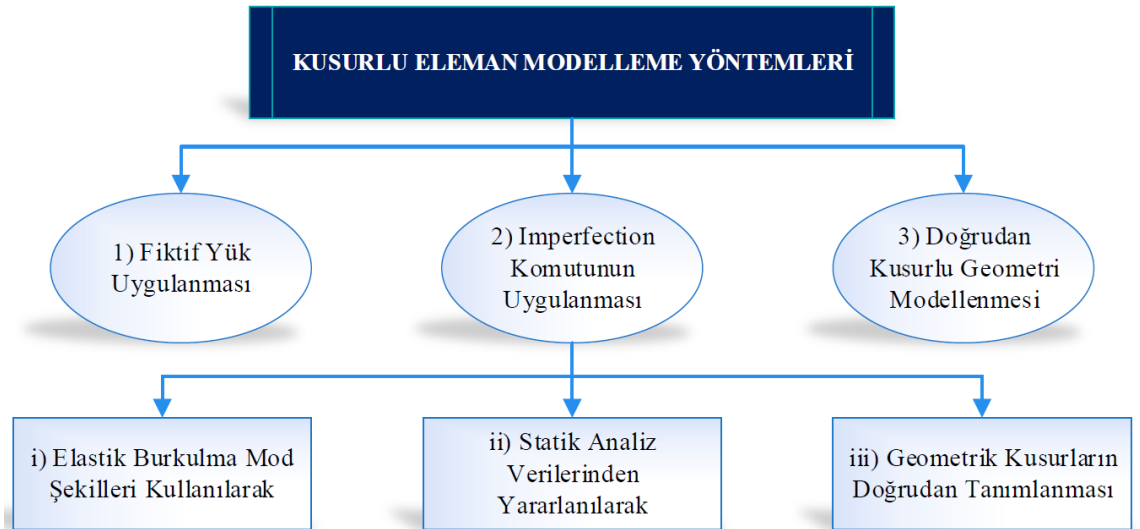 KUSURLU ELEMAN MODELLEME YÖNTEMLERİ
1) Fiktif Yük
Uygulanması
2) Imperfection
Komutunun
Uygulanması
3) Doğrudan
Kusurlu Geometri
Modellenmesi
i) Elastik Burkulma Mod
Şekilleri Kullanılarak
ii) Statik Analiz
Verilerinden
Yararlanılarak
iii) Geometrik Kusurların
Doğrudan Tanımlanması